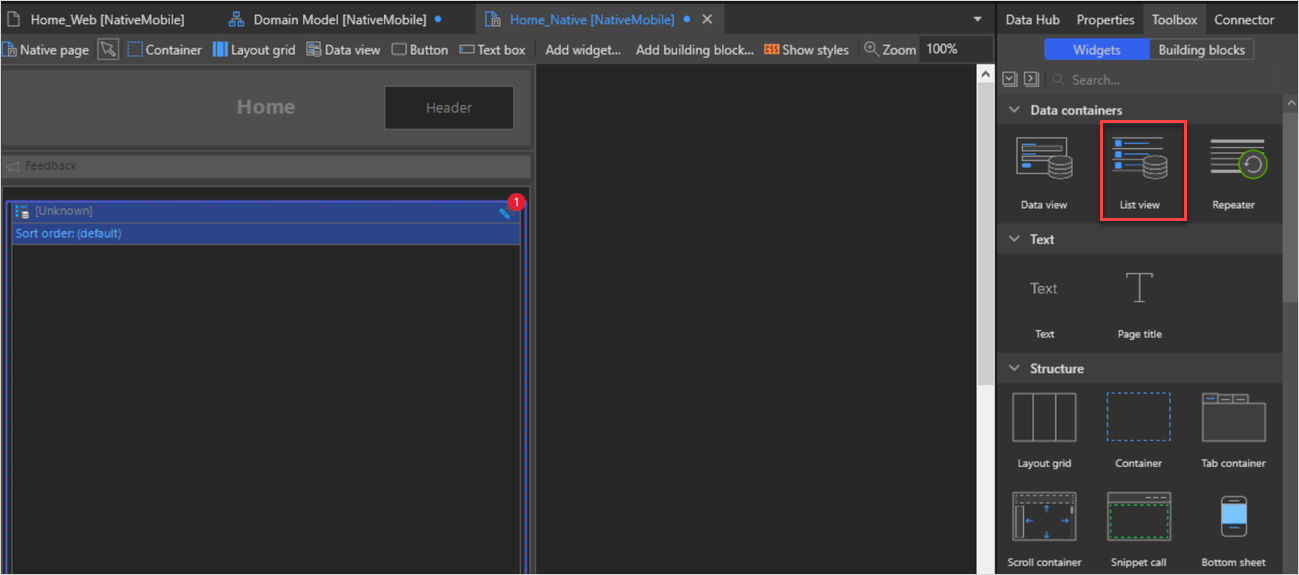 Home_Web [NativeMobile] Domain Model [NativeMobile] Home_Native [NativeMobile]
Native page Container Layout grid Data view Button Text box Add widget... Add building block... CSS Show styles Zoom 100%
Home Header
Feedback
[Unknown] 1
Sort order: (default)
Data Hub Properties Toolbox Connector
Widgets Building blocks
Search...
Data containers
Data view List view Repeater
Text
Text
Text Page title
Structure
Layout grid Container Tab container
Scroll container Snippet call Bottom sheet